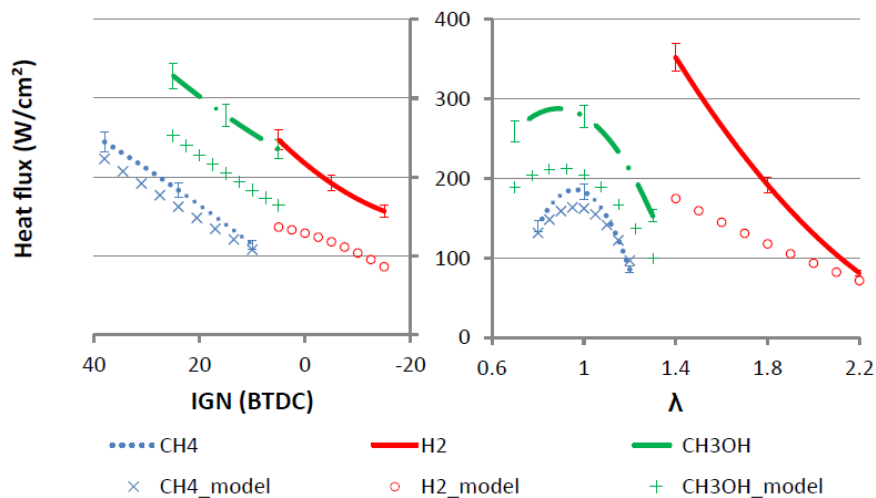 Heat flux (W/cm²)
400
300
200
100
0
40
20
0
-20
0.6
1
1.4
1.8
2.2
IGN (BTDC)
λ
CH4
H2
CH3OH
CH4_model
H2_model
CH3OH_model